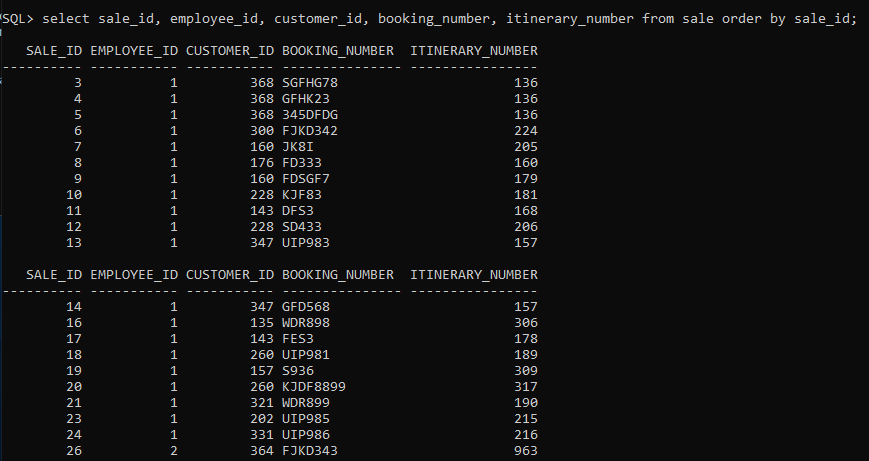 SQL> select sale_id, employee_id, customer_id, booking_number, itinerary_number from sale order by sale_id;
SALE_ID EMPLOYEE_ID CUSTOMER_ID BOOKING_NUMBER ITINERARY_NUMBER
---------- ----------- ----------- --------------- ----------------
3 1 368 SGFHG78 136
4 1 368 GFHK23 136
5 1 368 345DFDG 136
6 1 300 FJKD342 224
7 1 160 JK8I 205
8 1 176 FD333 160
9 1 160 FDSGF7 179
10 1 228 KJF83 181
11 1 143 DFS3 168
12 1 228 SD433 206
13 1 347 UIP983 157
SALE_ID EMPLOYEE_ID CUSTOMER_ID BOOKING_NUMBER ITINERARY_NUMBER
---------- ----------- ----------- --------------- ----------------
14 1 347 GFD568 157
16 1 135 WDR898 306
17 1 143 FES3 178
18 1 260 UIP981 189
19 1 157 S936 309
20 1 260 KJDF8899 317
21 1 321 WDR899 190
23 1 202 UIP985 215
24 1 331 UIP986 216
26 2 364 FJKD343 963